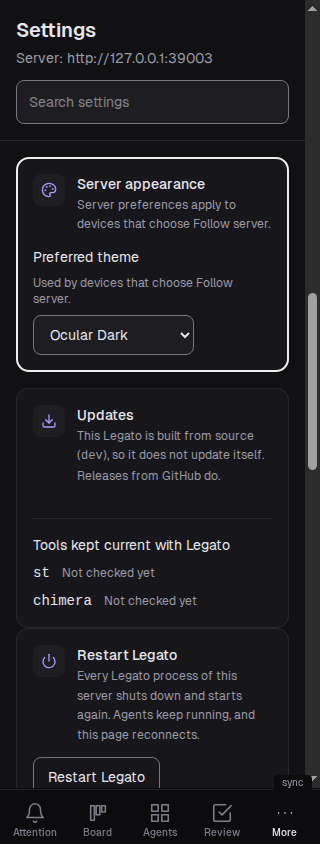 Settings
Server: http://127.0.0.1:39003
Search settings
Server appearance
Server preferences apply to
devices that choose Follow server.
Preferred theme
Used by devices that choose Follow
server.
Ocular Dark
Updates
This Legato is built from source
(dev), so it does not update itself.
Releases from GitHub do.
Tools kept current with Legato
st Not checked yet
chimera Not checked yet
Restart Legato
Every Legato process of this
server shuts down and starts
again. Agents keep running, and
this page reconnects.
Restart Legato
sync
Attention Board Agents Review More